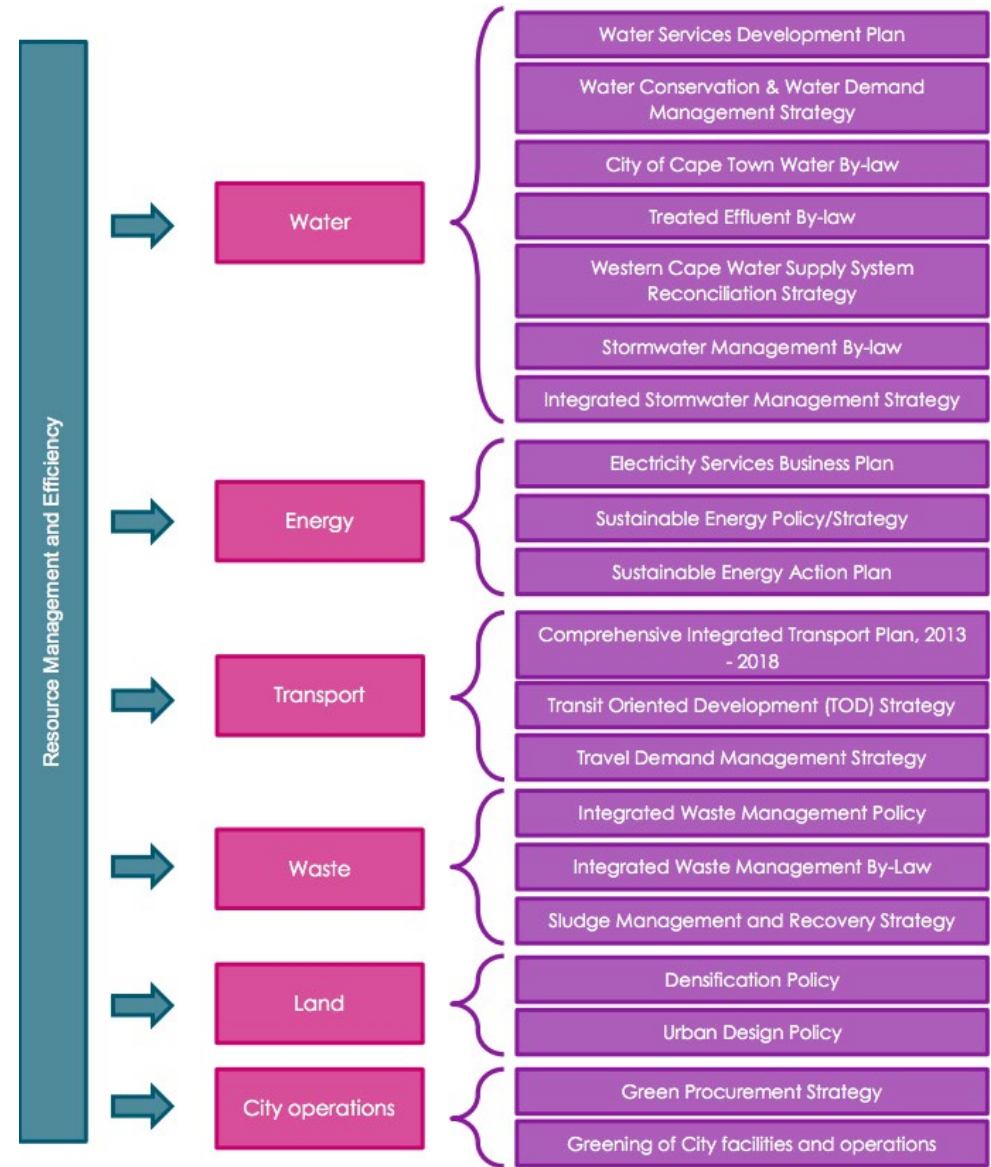 Resource Management and Efficiency
Water
Water Services Development Plan
Water Conservation & Water Demand
Management Strategy
City of Cape Town Water By-law
Treated Effluent By-law
Western Cape Water Supply System
Reconciliation Strategy
Stormwater Management By-law
Integrated Stormwater Management Strategy
Energy
Electricity Services Business Plan
Sustainable Energy Policy/Strategy
Sustainable Energy Action Plan
Transport
Comprehensive Integrated Transport Plan, 2013
- 2018
Transit Oriented Development (TOD) Strategy
Travel Demand Management Strategy
Waste
Integrated Waste Management Policy
Integrated Waste Management By-Law
Sludge Management and Recovery Strategy
Land
Densification Policy
Urban Design Policy
City operations
Green Procurement Strategy
Greening of City facilities and operations